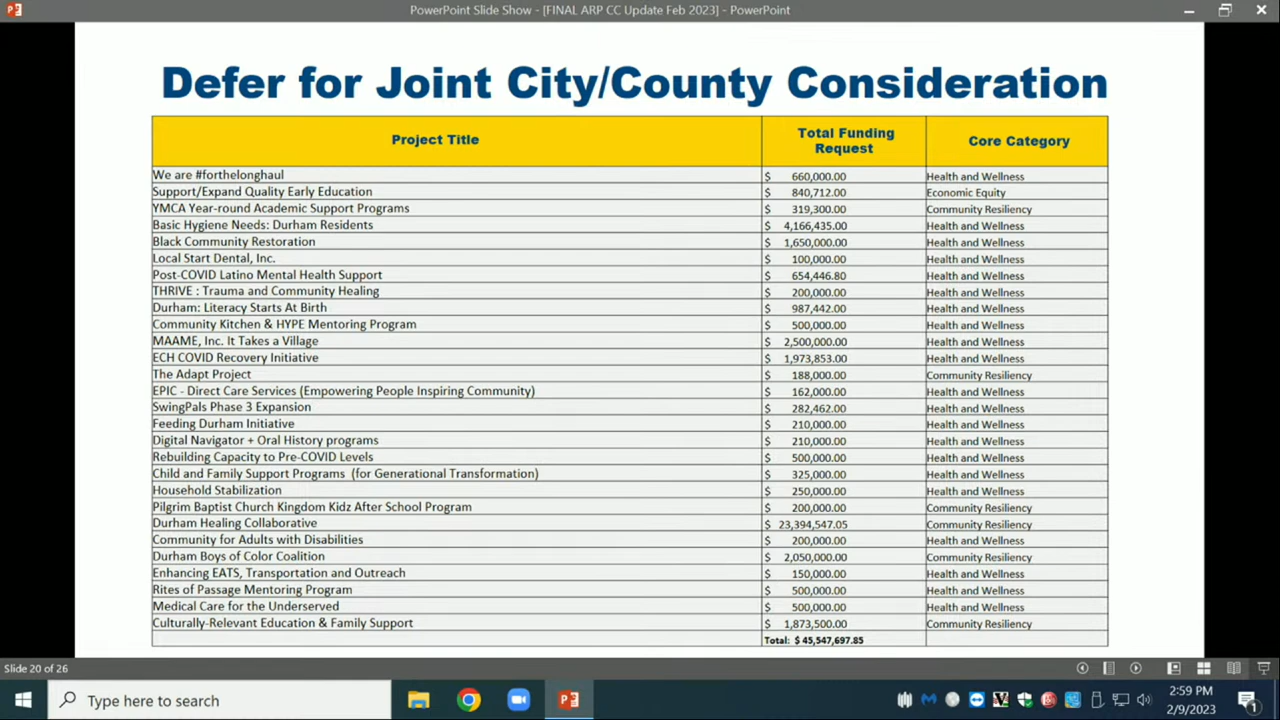 PowerPoint Slide Show - [FINAL ARP CC Update Feb 2023] - PowerPoint
Defer for Joint City/County Consideration
Project Title Total Funding Request Core Category
We are #forthelonghaul $ 660,000.00 Health and Wellness
Support/Expand Quality Early Education $ 840,712.00 Economic Equity
YMCA Year-round Academic Support Programs $ 319,300.00 Community Resiliency
Basic Hygiene Needs: Durham Residents $ 4,166,435.00 Health and Wellness
Black Community Restoration $ 1,650,000.00 Health and Wellness
Local Start Dental, Inc. $ 100,000.00 Health and Wellness
Post-COVID Latino Mental Health Support $ 654,446.80 Health and Wellness
THRIVE : Trauma and Community Healing $ 200,000.00 Health and Wellness
Durham: Literacy Starts At Birth $ 987,442.00 Health and Wellness
Community Kitchen & HYPE Mentoring Program $ 500,000.00 Health and Wellness
MAAME, Inc. It Takes a Village $ 2,500,000.00 Health and Wellness
ECH COVID Recovery Initiative $ 1,973,853.00 Health and Wellness
The Adapt Project $ 188,000.00 Community Resiliency
EPIC - Direct Care Services (Empowering People Inspiring Community) $ 162,000.00 Health and Wellness
SwingPals Phase 3 Expansion $ 282,462.00 Health and Wellness
Feeding Durham Initiative $ 210,000.00 Health and Wellness
Digital Navigator + Oral History programs $ 210,000.00 Health and Wellness
Rebuilding Capacity to Pre-COVID Levels $ 500,000.00 Health and Wellness
Child and Family Support Programs (for Generational Transformation) $ 325,000.00 Health and Wellness
Household Stabilization $ 250,000.00 Health and Wellness
Pilgrim Baptist Church Kingdom Kidz After School Program $ 200,000.00 Community Resiliency
Durham Healing Collaborative $ 23,394,547.05 Community Resiliency
Community for Adults with Disabilities $ 200,000.00 Health and Wellness
Durham Boys of Color Coalition $ 2,050,000.00 Community Resiliency
Enhancing EATS, Transportation and Outreach $ 150,000.00 Health and Wellness
Rites of Passage Mentoring Program $ 500,000.00 Health and Wellness
Medical Care for the Underserved $ 500,000.00 Health and Wellness
Culturally-Relevant Education & Family Support $ 1,873,500.00 Community Resiliency
Total: $ 45,547,697.85
Slide 20 of 26
Type here to search
2:59 PM
2/9/2023
1